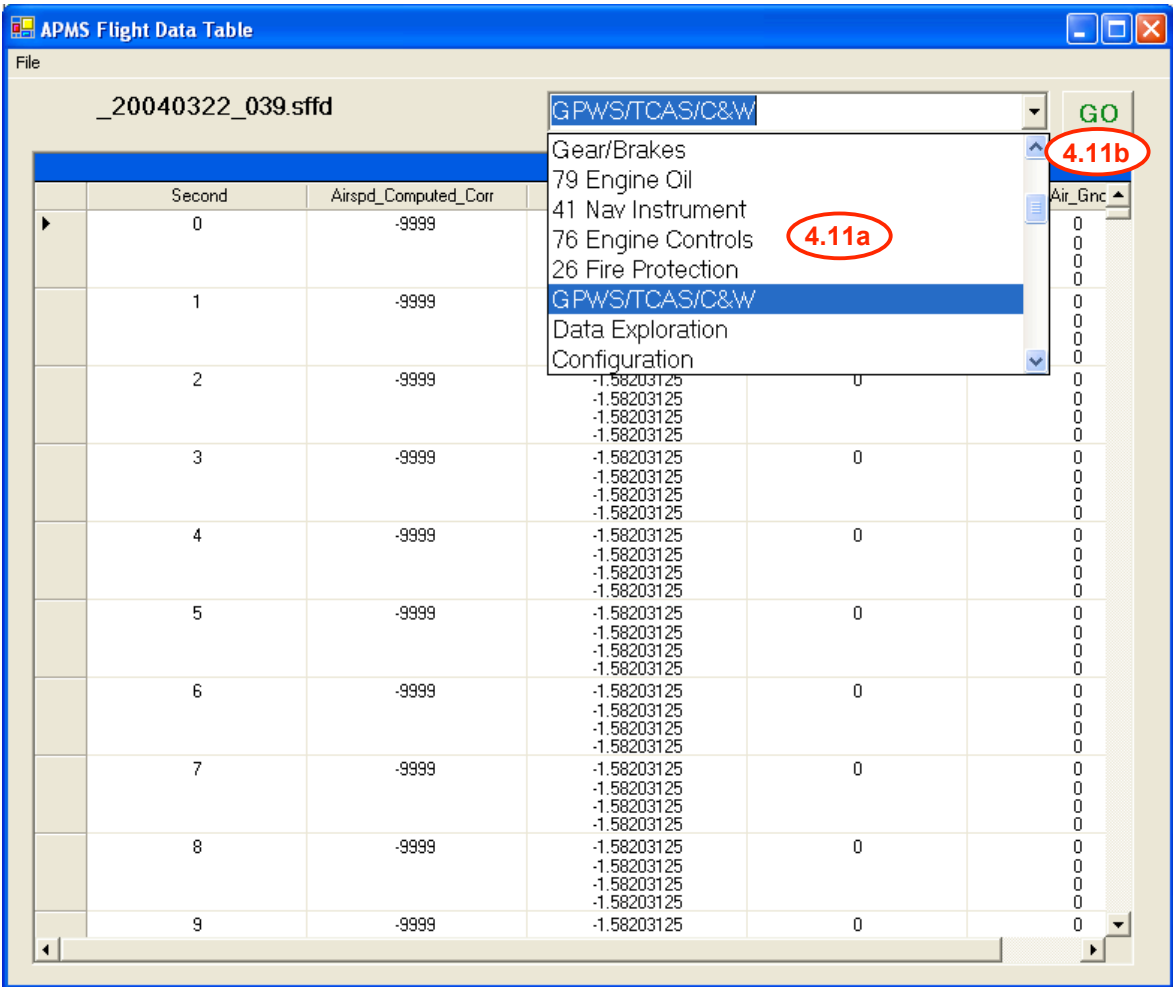 APMS Flight Data Table
File
_20040322_039.sffd
GPWS/TCAS/C&W
GO
4.11b
Gear/Brakes
79 Engine Oil
41 Nav Instrument
76 Engine Controls
4.11a
26 Fire Protection
GPWS/TCAS/C&W
Data Exploration
Configuration
Second Airspd_Computed_Corr Air_Gnd
0 -9999 0
0
0
0
1 -9999 0
0
0
0
2 -9999 -1.58203125 0 0
-1.58203125 0
-1.58203125 0
-1.58203125 0
3 -9999 -1.58203125 0 0
-1.58203125 0
-1.58203125 0
-1.58203125 0
4 -9999 -1.58203125 0 0
-1.58203125 0
-1.58203125 0
-1.58203125 0
5 -9999 -1.58203125 0 0
-1.58203125 0
-1.58203125 0
-1.58203125 0
6 -9999 -1.58203125 0 0
-1.58203125 0
-1.58203125 0
-1.58203125 0
7 -9999 -1.58203125 0 0
-1.58203125 0
-1.58203125 0
-1.58203125 0
8 -9999 -1.58203125 0 0
-1.58203125 0
-1.58203125 0
-1.58203125 0
9 -9999 -1.58203125 0 0